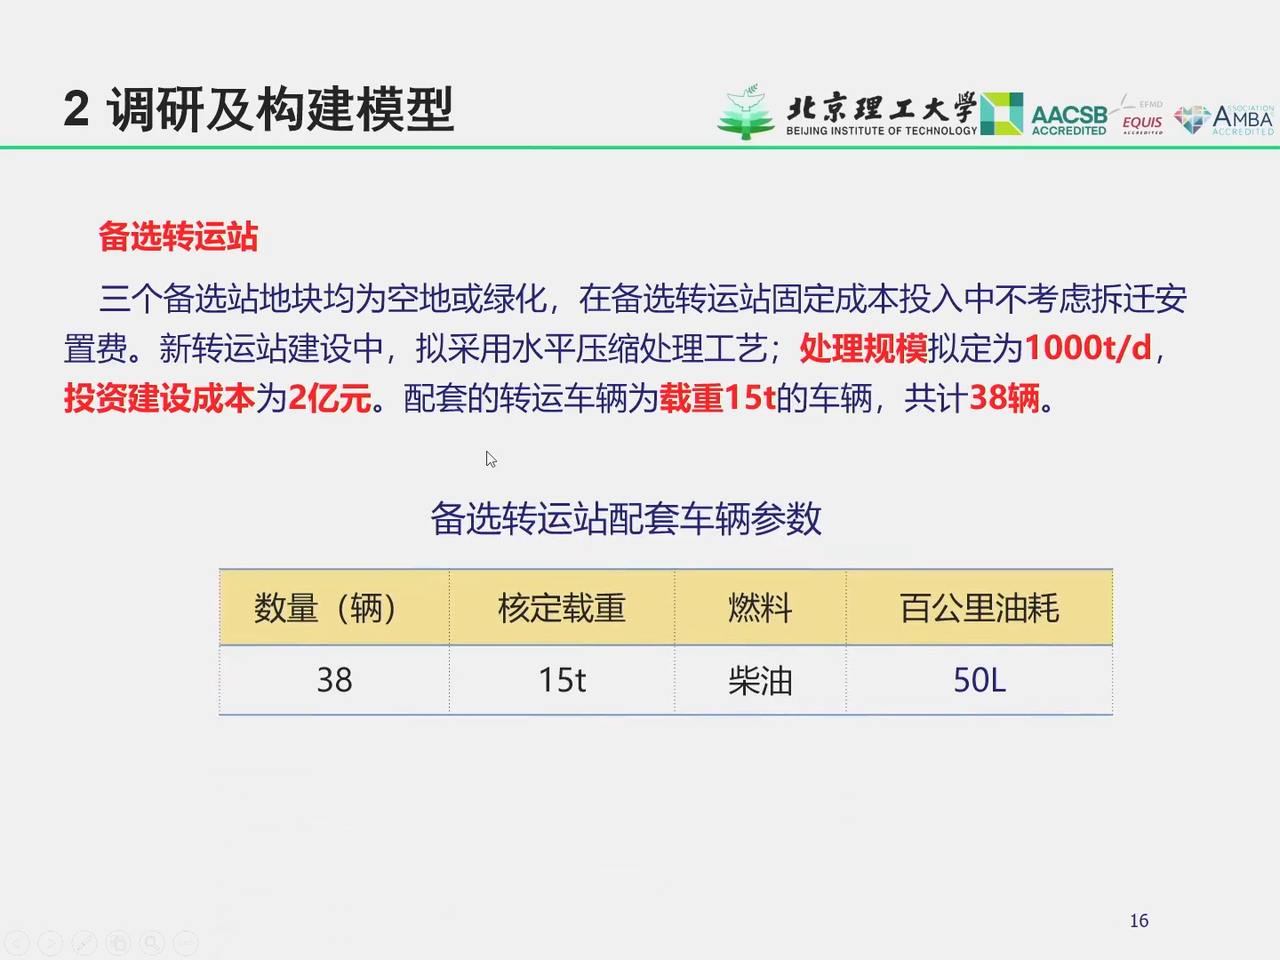 2 调研及构建模型
北京理工大学
BEIJING INSTITUTE OF TECHNOLOGY
AACSB
ACCREDITED
EFMD
EQUIS
ACCREDITED
ASSOCIATION
AMBA
ACCREDITED
备选转运站
三个备选站地块均为空地或绿化，在备选转运站固定成本投入中不考虑拆迁安
置费。新转运站建设中，拟采用水平压缩处理工艺；处理规模拟定为1000t/d，
投资建设成本为2亿元。配套的转运车辆为载重15t的车辆，共计38辆。
备选转运站配套车辆参数
数量（辆） 核定载重 燃料 百公里油耗
38 15t 柴油 50L
16